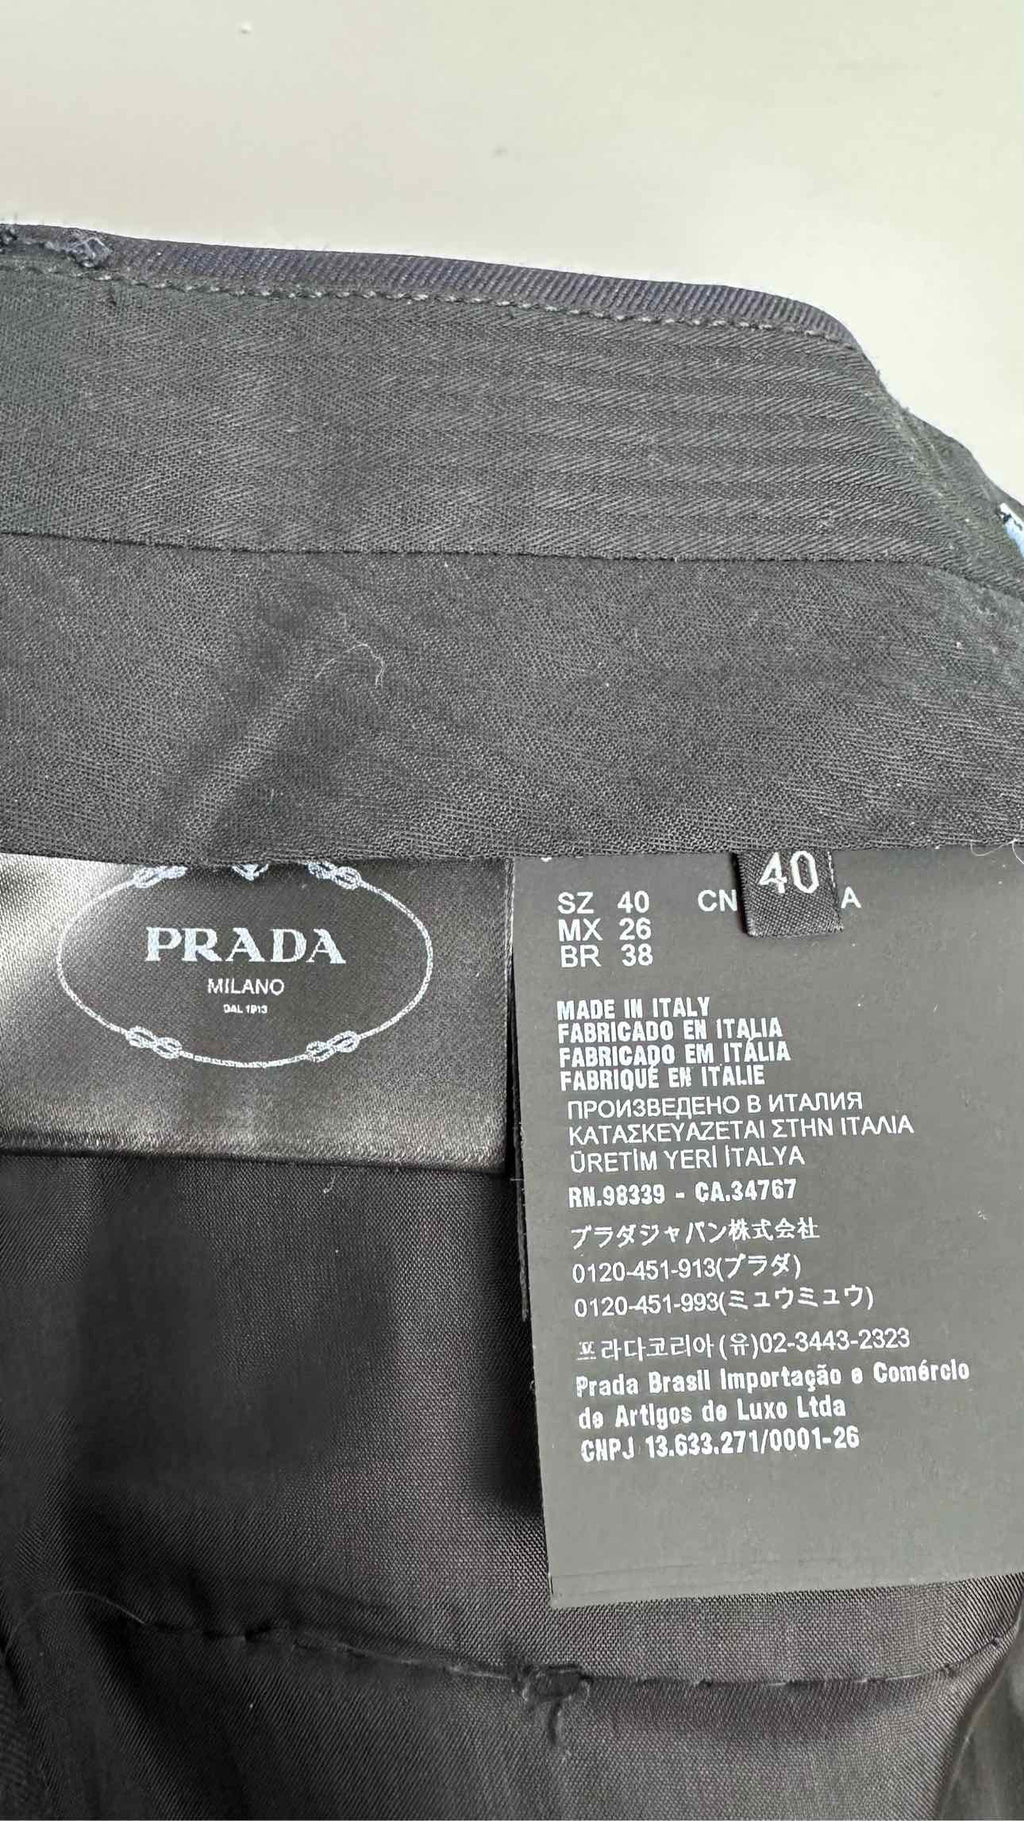 PRADA
MILANO
DAL 1913
40
SZ 40 CN A
MX 26
BR 38
MADE IN ITALY
FABRICADO EN ITALIA
FABRICADO EM ITÁLIA
FABRIQUÉ EN ITALIE
ПРОИЗВЕДЕНО В ИТАЛИЯ
ΚΑΤΑΣΚΕΥΑΖΕΤΑΙ ΣΤΗΝ ΙΤΑΛΙΑ
ÜRETİM YERİ İTALYA
RN.98339 - CA.34767
プラダジャパン株式会社
0120-451-913(プラダ)
0120-451-993(ミュウミュウ)
프라다코리아(유)02-3443-2323
Prada Brasil Importação e Comércio
de Artigos de Luxo Ltda
CNPJ 13.633.271/0001-26